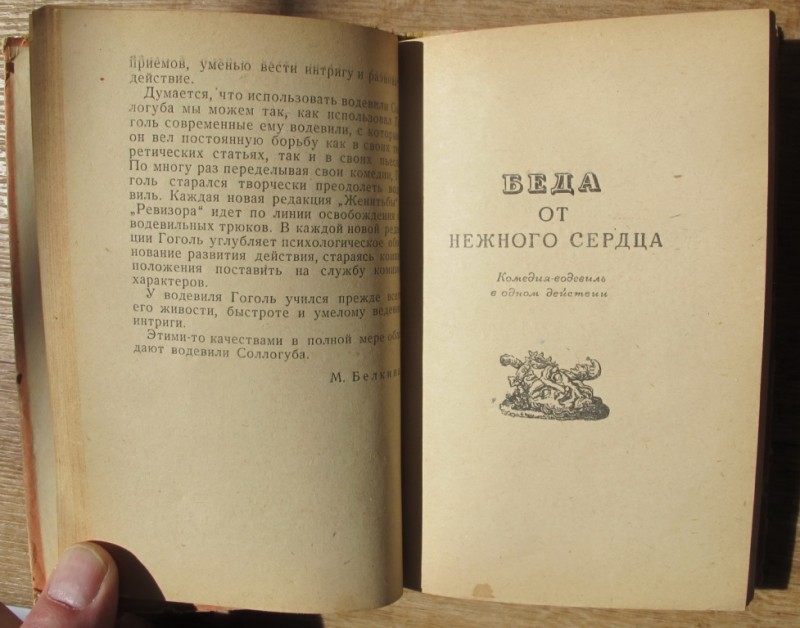 приемов, уменью вести интригу и
действие.
Думается, что использовать водевили
логуба мы можем так, как использовал
голь современные ему водевили, с
он вел постоянную борьбу как в своих
ретических статьях, так и в своих
По многу раз переделывая свои комедии,
голь старался творчески преодолеть
виль. Каждая новая редакция „Женитьбы“
„Ревизора“ идет по линии освобождения
водевильных трюков. В каждой новой
ции Гоголь углубляет психологическое
нование развития действия, стараясь
положения поставить на службу
характеров.
У водевиля Гоголь учился прежде
его живости, быстроте и умелому
интриги.
Этими-то качествами в полной мере
дают водевили Соллогуба.
М.
БЕДА
ОТ
НЕЖНОГО СЕРДЦА
Комедия-водевиль
в одном действии